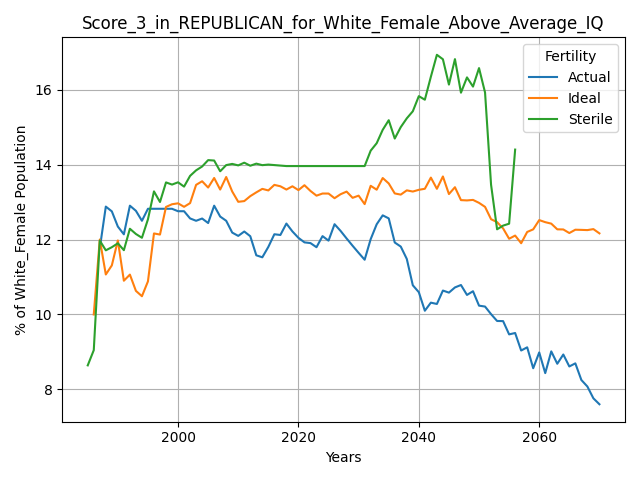 Score_3_in_REPUBLICAN_for_White_Female_Above_Average_IQ
Fertility
Actual
Ideal
Sterile
% of White_Female Population
16
14
12
10
8
2000
2020
2040
2060
Years